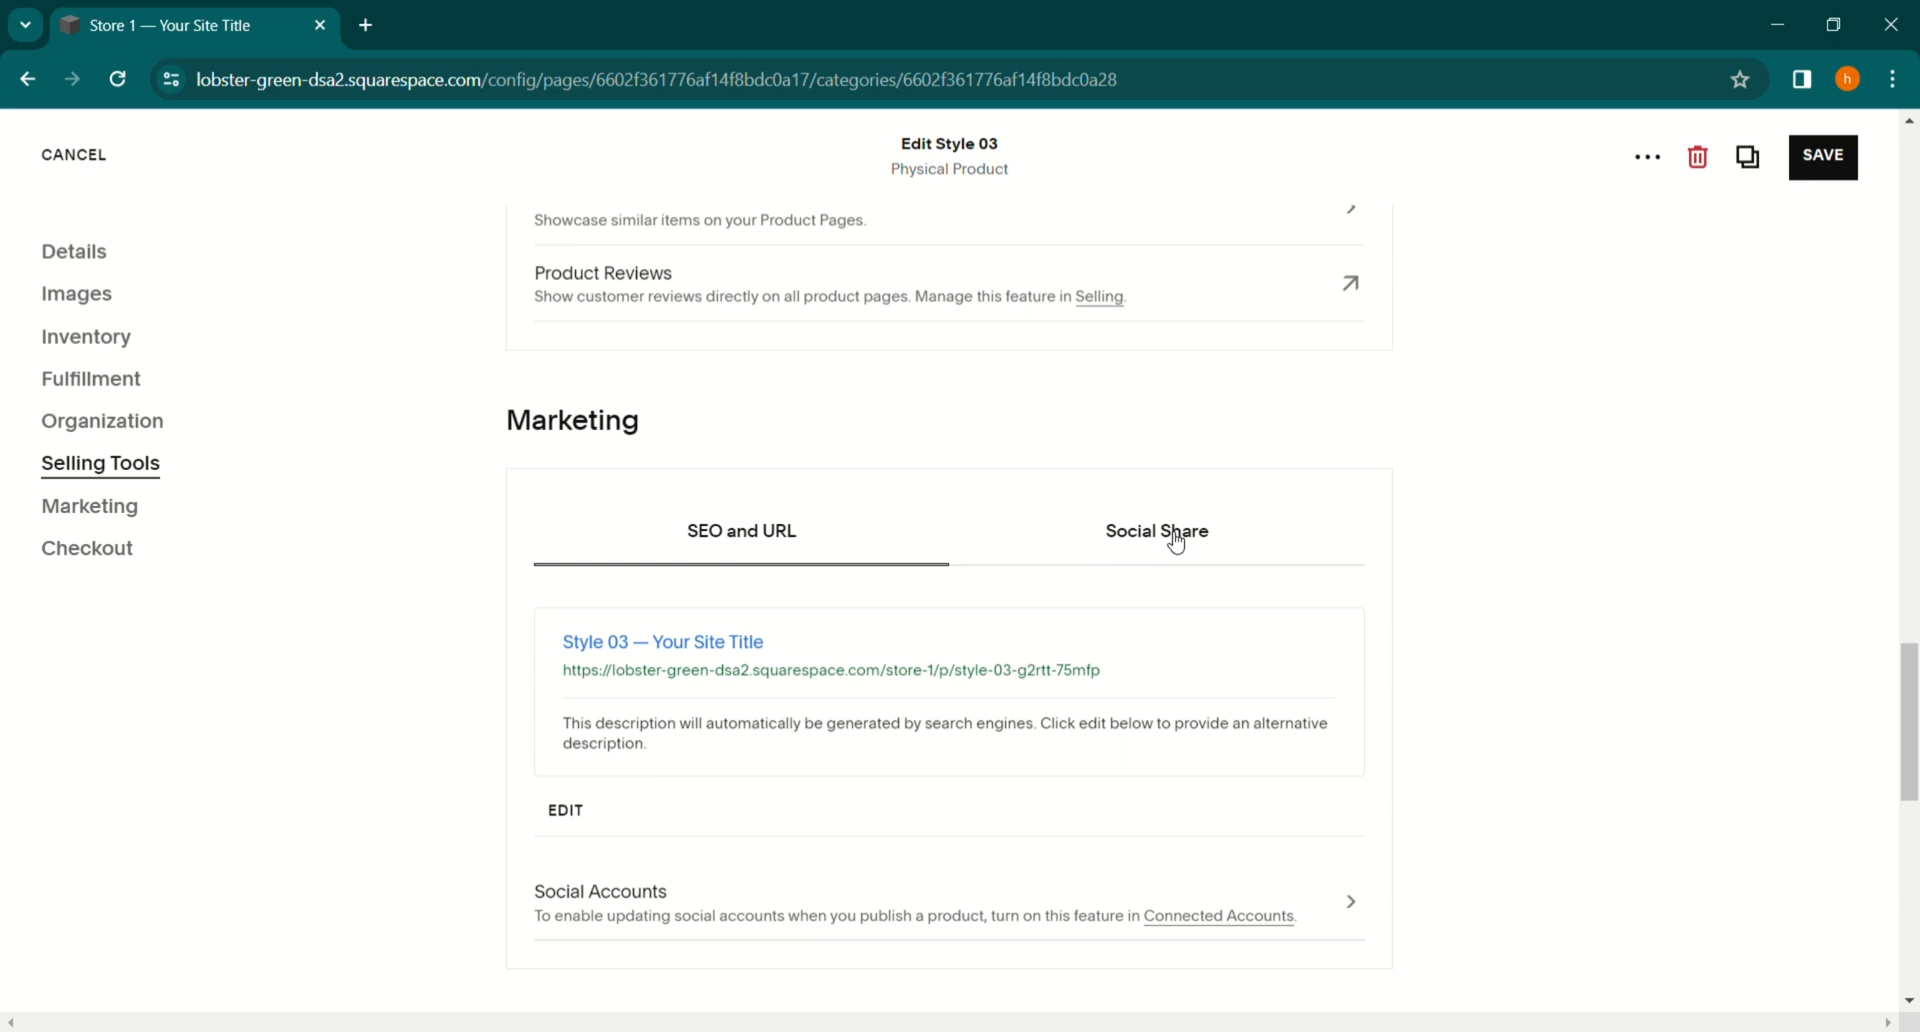 Store 1 — Your Site Title
lobster-green-dsa2.squarespace.com/config/pages/6602f361776af14f8bdc0a17/categories/6602f361776af14f8bdc0a28
h
CANCEL
Edit Style 03
Physical Product
SAVE
Details
Images
Inventory
Fulfillment
Organization
Selling Tools
Marketing
Checkout
Showcase similar items on your Product Pages.
Product Reviews
Show customer reviews directly on all product pages. Manage this feature in Selling.
Marketing
SEO and URL
Social Share
Style 03 — Your Site Title
https://lobster-green-dsa2.squarespace.com/store-1/p/style-03-g2rtt-75mfp
This description will automatically be generated by search engines. Click edit below to provide an alternative
description.
EDIT
Social Accounts
To enable updating social accounts when you publish a product, turn on this feature in Connected Accounts.